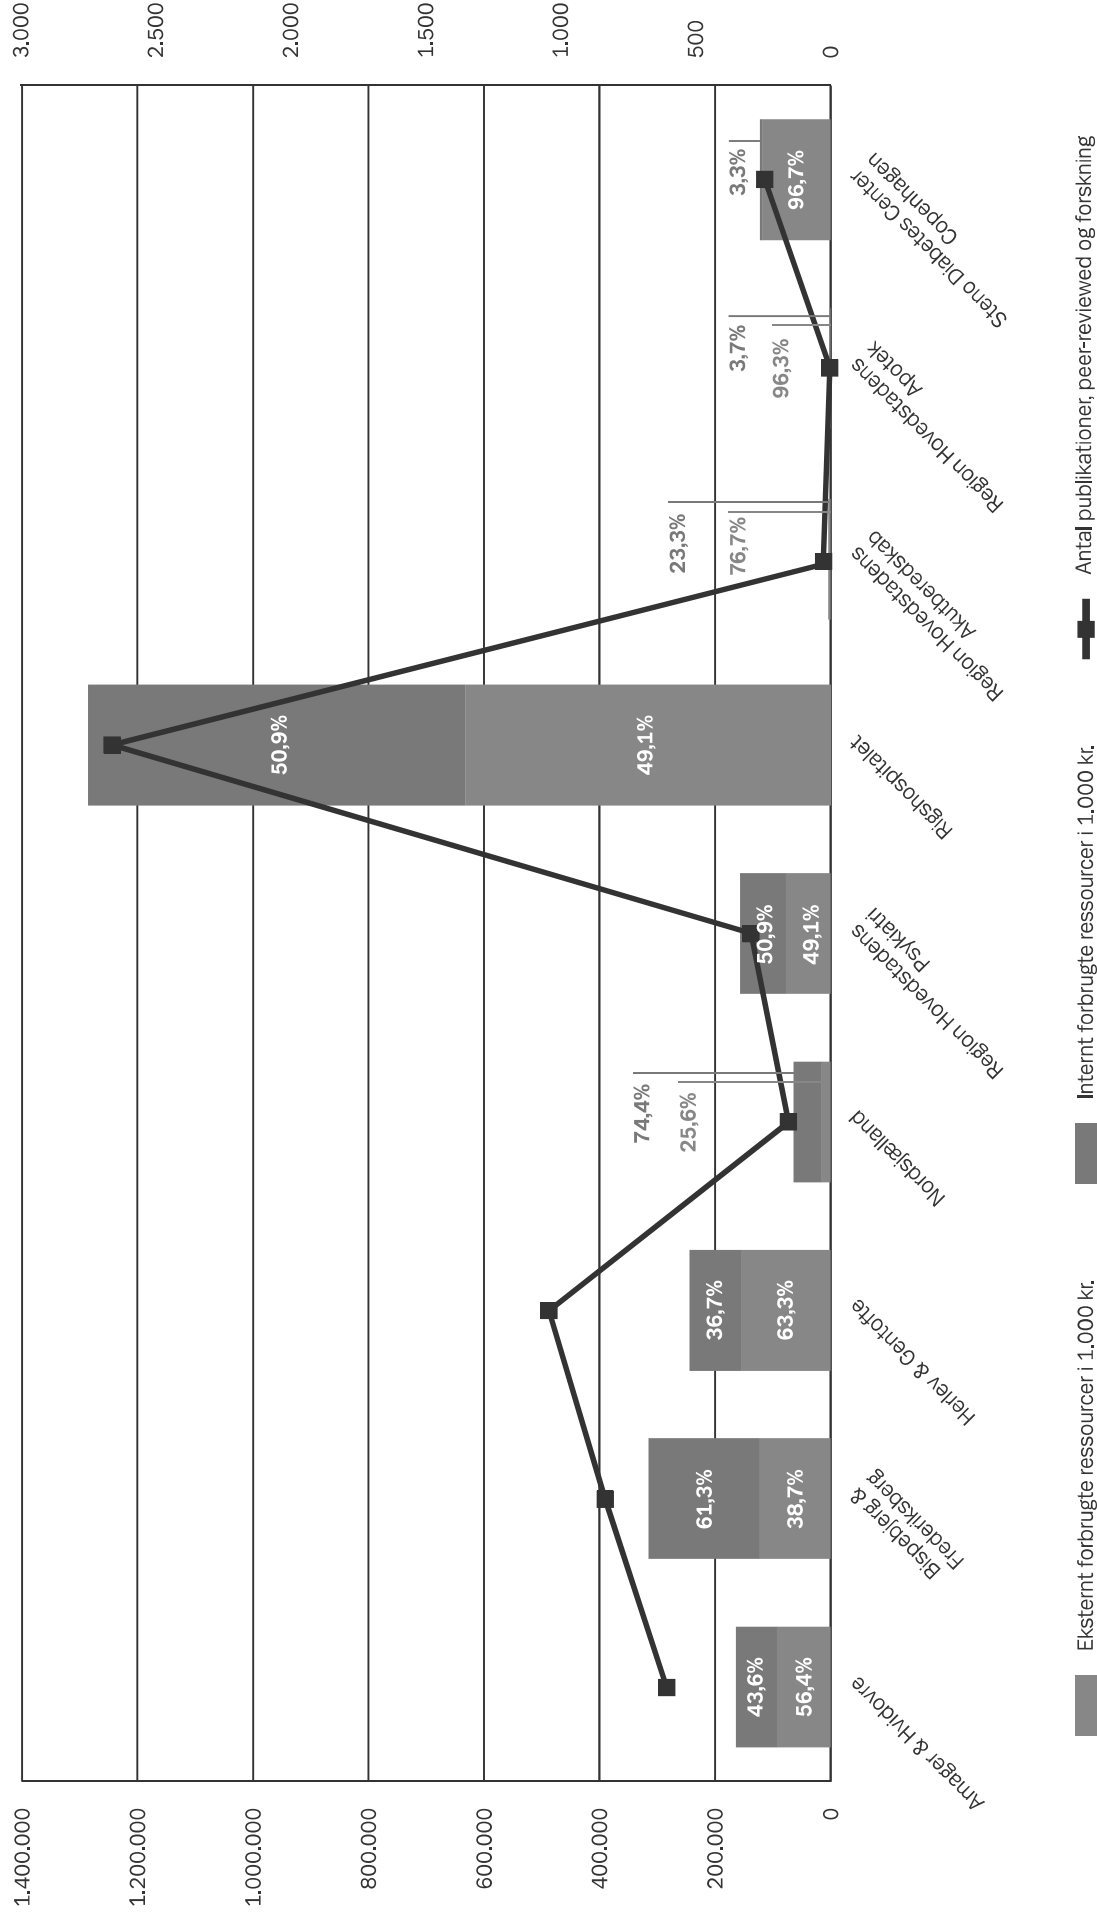 1.400.000
1.200.000
1.000.000
800.000
600.000
400.000
200.000
0
3.000
2.500
2.000
1.500
1.000
500
0
43,6%
56,4%
61,3%
38,7%
36,7%
63,3%
74,4%
25,6%
50,9%
49,1%
50,9%
49,1%
23,3%
76,7%
3,7%
96,3%
3,3%
96,7%
Amager & Hvidovre
Bispebjerg &
Frederiksberg
Herlev & Gentofte
Nordsjælland
Region Hovedstadens
Psykiatri
Rigshospitalet
Region Hovedstadens
Akutberedskab
Region Hovedstadens
Apotek
Steno Diabetes Center
Copenhagen
Eksternt forbrugte ressourcer i 1.000 kr.
Internt forbrugte ressourcer i 1.000 kr.
Antal publikationer, peer-reviewed og forskning